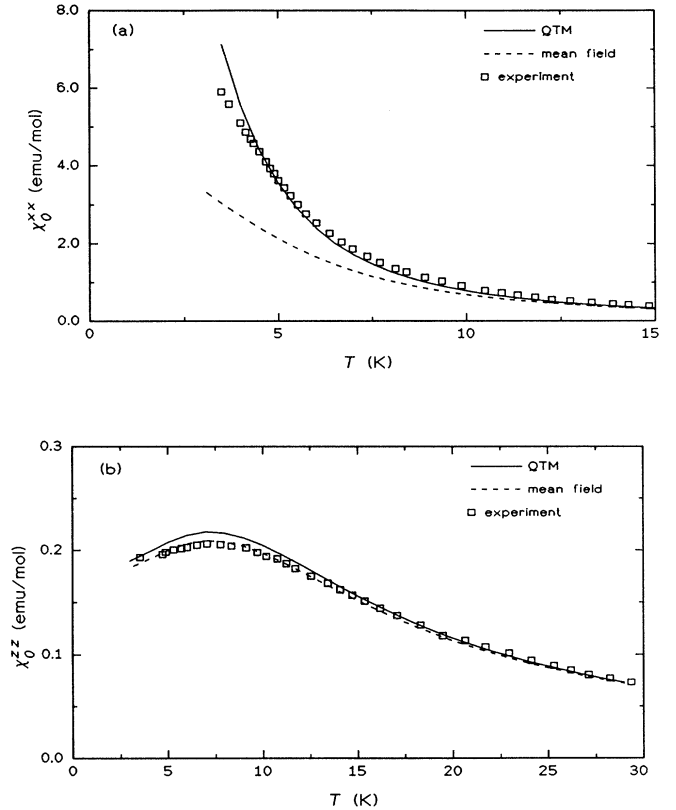 8.0
(a)
QTM
mean field
experiment
6.0
4.0
2.0
0.0
χ₀ˣˣ (emu/mol)
0 5 10 15
T (K)
0.3
(b)
QTM
mean field
experiment
0.2
0.1
0.0
χ₀ᶻᶻ (emu/mol)
0 5 10 15 20 25 30
T (K)